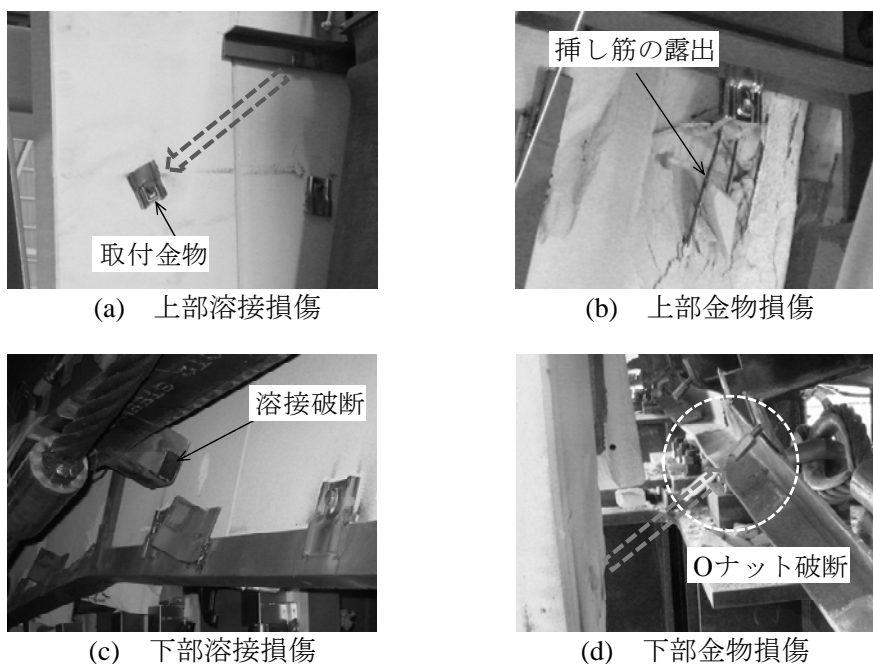 挿し筋の露出
取付金物
(a) 上部溶接損傷
(b) 上部金物損傷
溶接破断
Oナット破断
(c) 下部溶接損傷
(d) 下部金物損傷